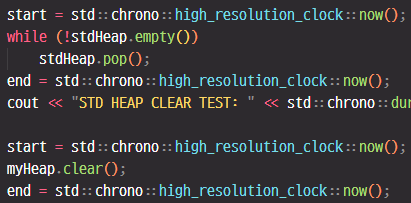 start = std::chrono::high_resolution_clock::now();
while (!stdHeap.empty())
    stdHeap.pop();
end = std::chrono::high_resolution_clock::now();
cout << "STD HEAP CLEAR TEST: " << std::chrono::dur
start = std::chrono::high_resolution_clock::now();
myHeap.clear();
end = std::chrono::high_resolution_clock::now();